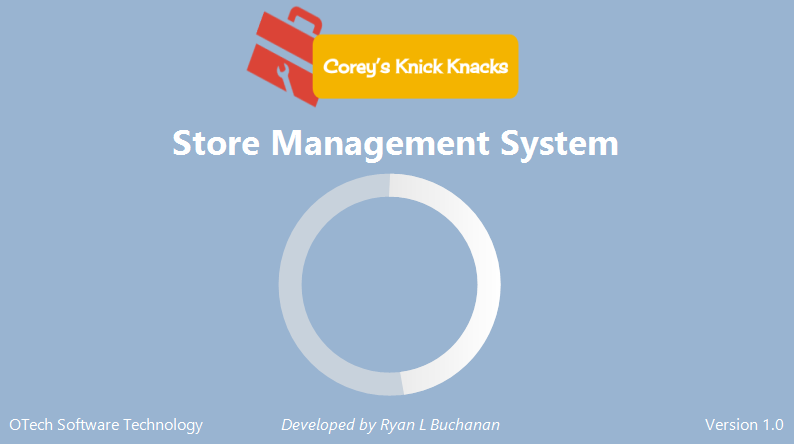 Corey's Knick Knacks
Store Management System
OTech Software Technology
Developed by Ryan L Buchanan
Version 1.0